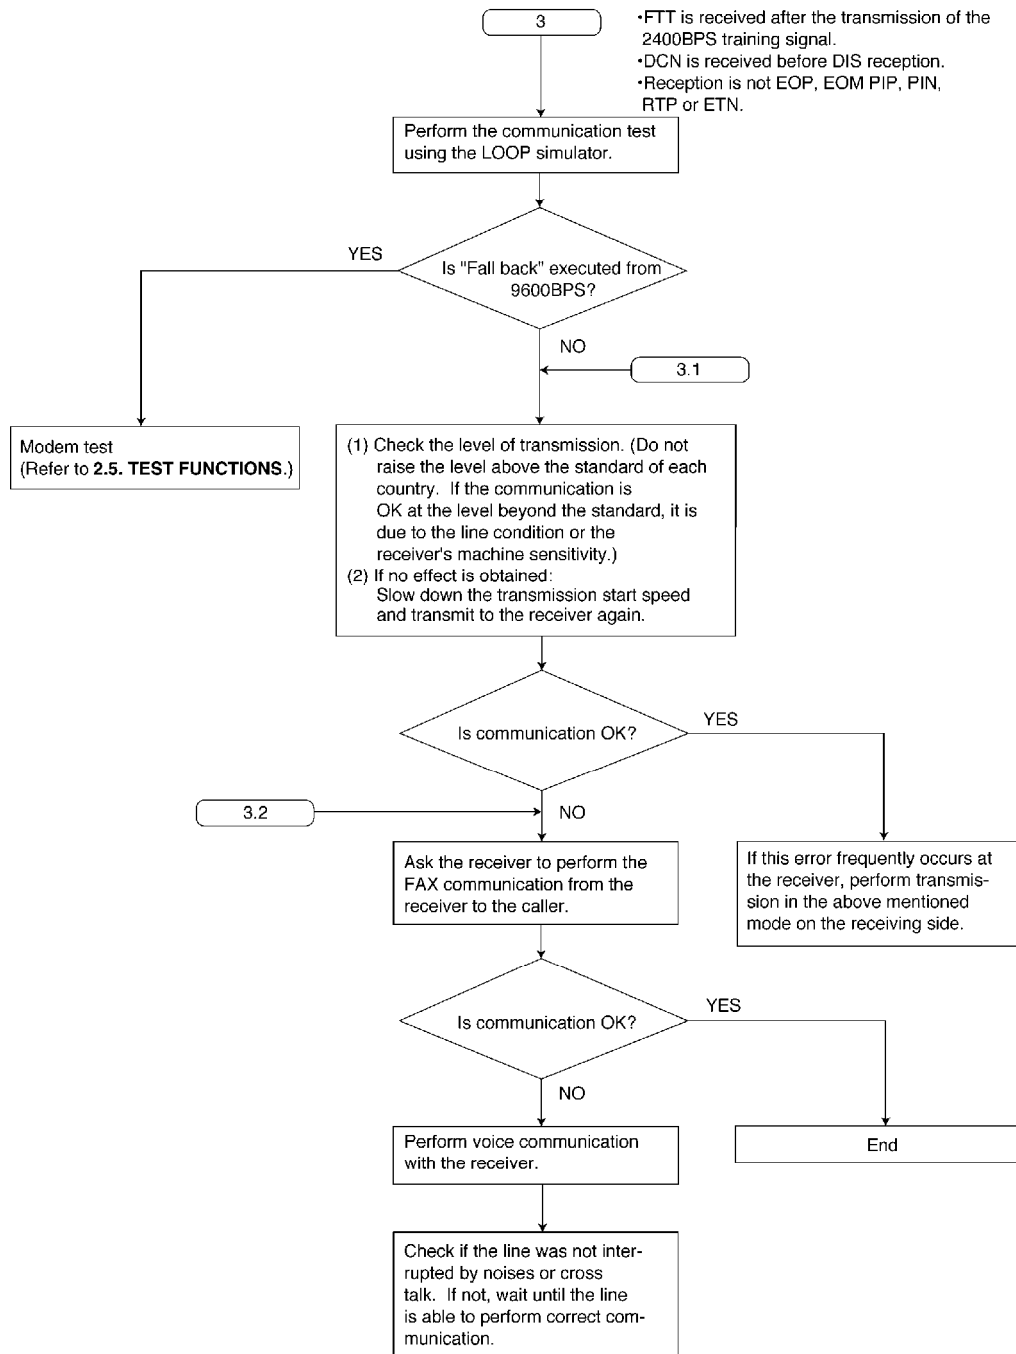 3
•FTT is received after the transmission of the
2400BPS training signal.
•DCN is received before DIS reception.
•Reception is not EOP, EOM PIP, PIN,
RTP or ETN.
Perform the communication test
using the LOOP simulator.
YES
Is "Fall back" executed from
9600BPS?
NO
3.1
Modem test
(Refer to 2.5. TEST FUNCTIONS.)
(1) Check the level of transmission. (Do not
raise the level above the standard of each
country. If the communication is
OK at the level beyond the standard, it is
due to the line condition or the
receiver's machine sensitivity.)
(2) If no effect is obtained:
Slow down the transmission start speed
and transmit to the receiver again.
Is communication OK?
YES
3.2
NO
Ask the receiver to perform the
FAX communication from the
receiver to the caller.
If this error frequently occurs at
the receiver, perform transmis-
sion in the above mentioned
mode on the receiving side.
Is communication OK?
YES
NO
Perform voice communication
with the receiver.
End
Check if the line was not inter-
rupted by noises or cross
talk. If not, wait until the line
is able to perform correct com-
munication.